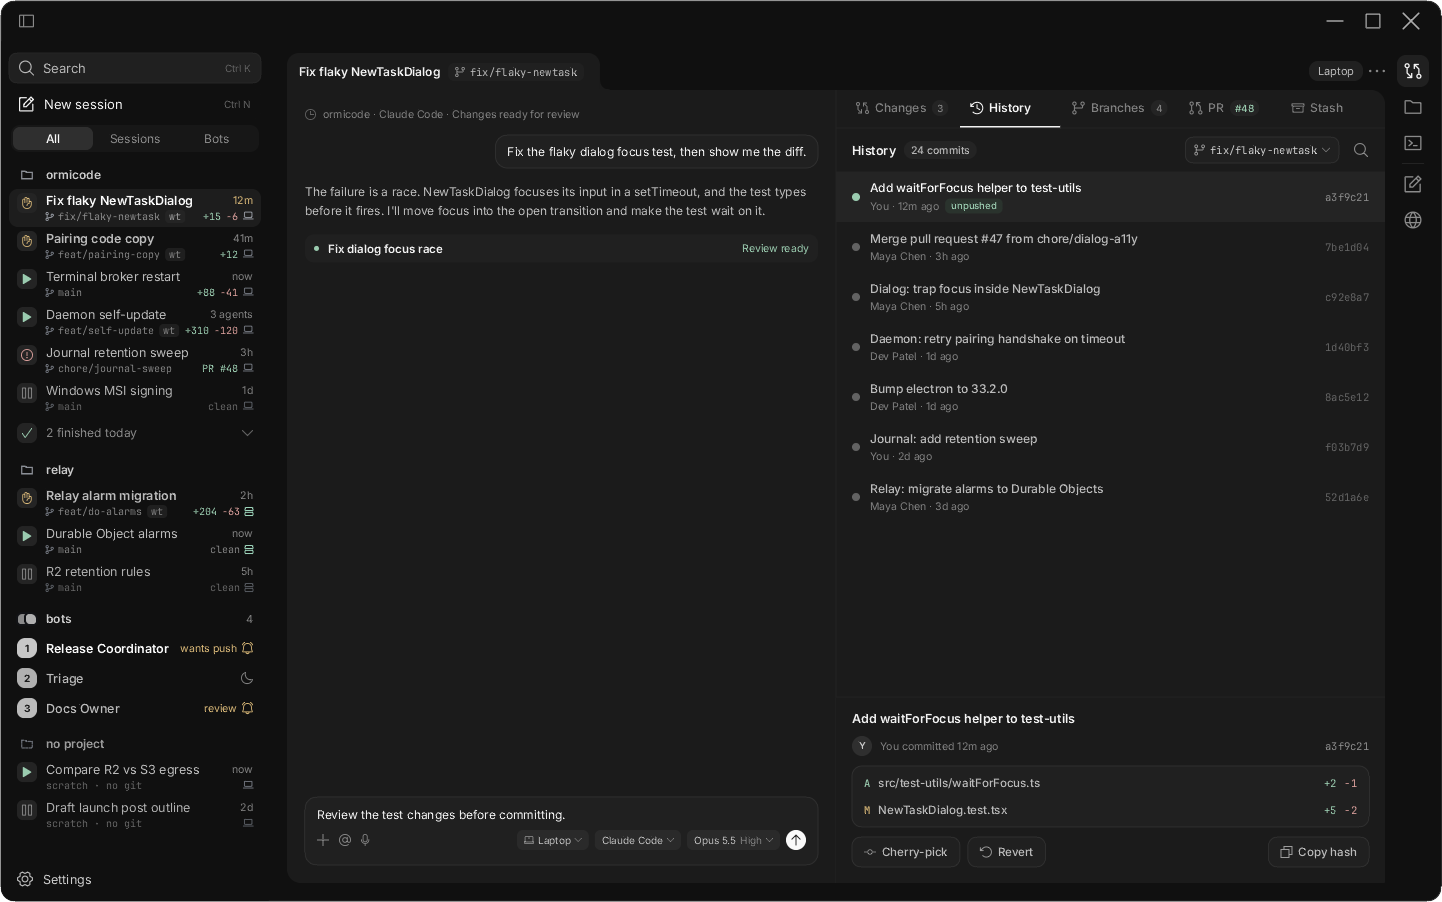 Search Ctrl K
New session Ctrl N
All Sessions Bots
ormicode
Fix flaky NewTaskDialog 12m
fix/flaky-newtask wt +15 -6
Pairing code copy 41m
feat/pairing-copy wt +12
Terminal broker restart now
main +88 -41
Daemon self-update 3 agents
feat/self-update wt +310 -120
Journal retention sweep 3h
chore/journal-sweep PR #48
Windows MSI signing 1d
main clean
2 finished today
relay
Relay alarm migration 2h
feat/do-alarms wt +204 -63
Durable Object alarms now
main clean
R2 retention rules 5h
main clean
bots 4
1 Release Coordinator wants push
2 Triage
3 Docs Owner review
no project
Compare R2 vs S3 egress now
scratch · no git
Draft launch post outline 2d
scratch · no git
Settings
Fix flaky NewTaskDialog fix/flaky-newtask
Laptop
ormicode · Claude Code · Changes ready for review
Fix the flaky dialog focus test, then show me the diff.
The failure is a race. NewTaskDialog focuses its input in a setTimeout, and the test types
before it fires. I'll move focus into the open transition and make the test wait on it.
Fix dialog focus race Review ready
Review the test changes before committing.
Laptop Claude Code Opus 5.5 High
Changes 3 History Branches 4 PR #48 Stash
History 24 commits fix/flaky-newtask
Add waitForFocus helper to test-utils a3f9c21
You · 12m ago unpushed
Merge pull request #47 from chore/dialog-a11y 7be1d04
Maya Chen · 3h ago
Dialog: trap focus inside NewTaskDialog c92e8a7
Maya Chen · 5h ago
Daemon: retry pairing handshake on timeout 1d40bf3
Dev Patel · 1d ago
Bump electron to 33.2.0 8ac5e12
Dev Patel · 1d ago
Journal: add retention sweep f03b7d9
You · 2d ago
Relay: migrate alarms to Durable Objects 52d1a6e
Maya Chen · 3d ago
Add waitForFocus helper to test-utils
Y You committed 12m ago a3f9c21
A src/test-utils/waitForFocus.ts +2 -1
M NewTaskDialog.test.tsx +5 -2
Cherry-pick Revert Copy hash